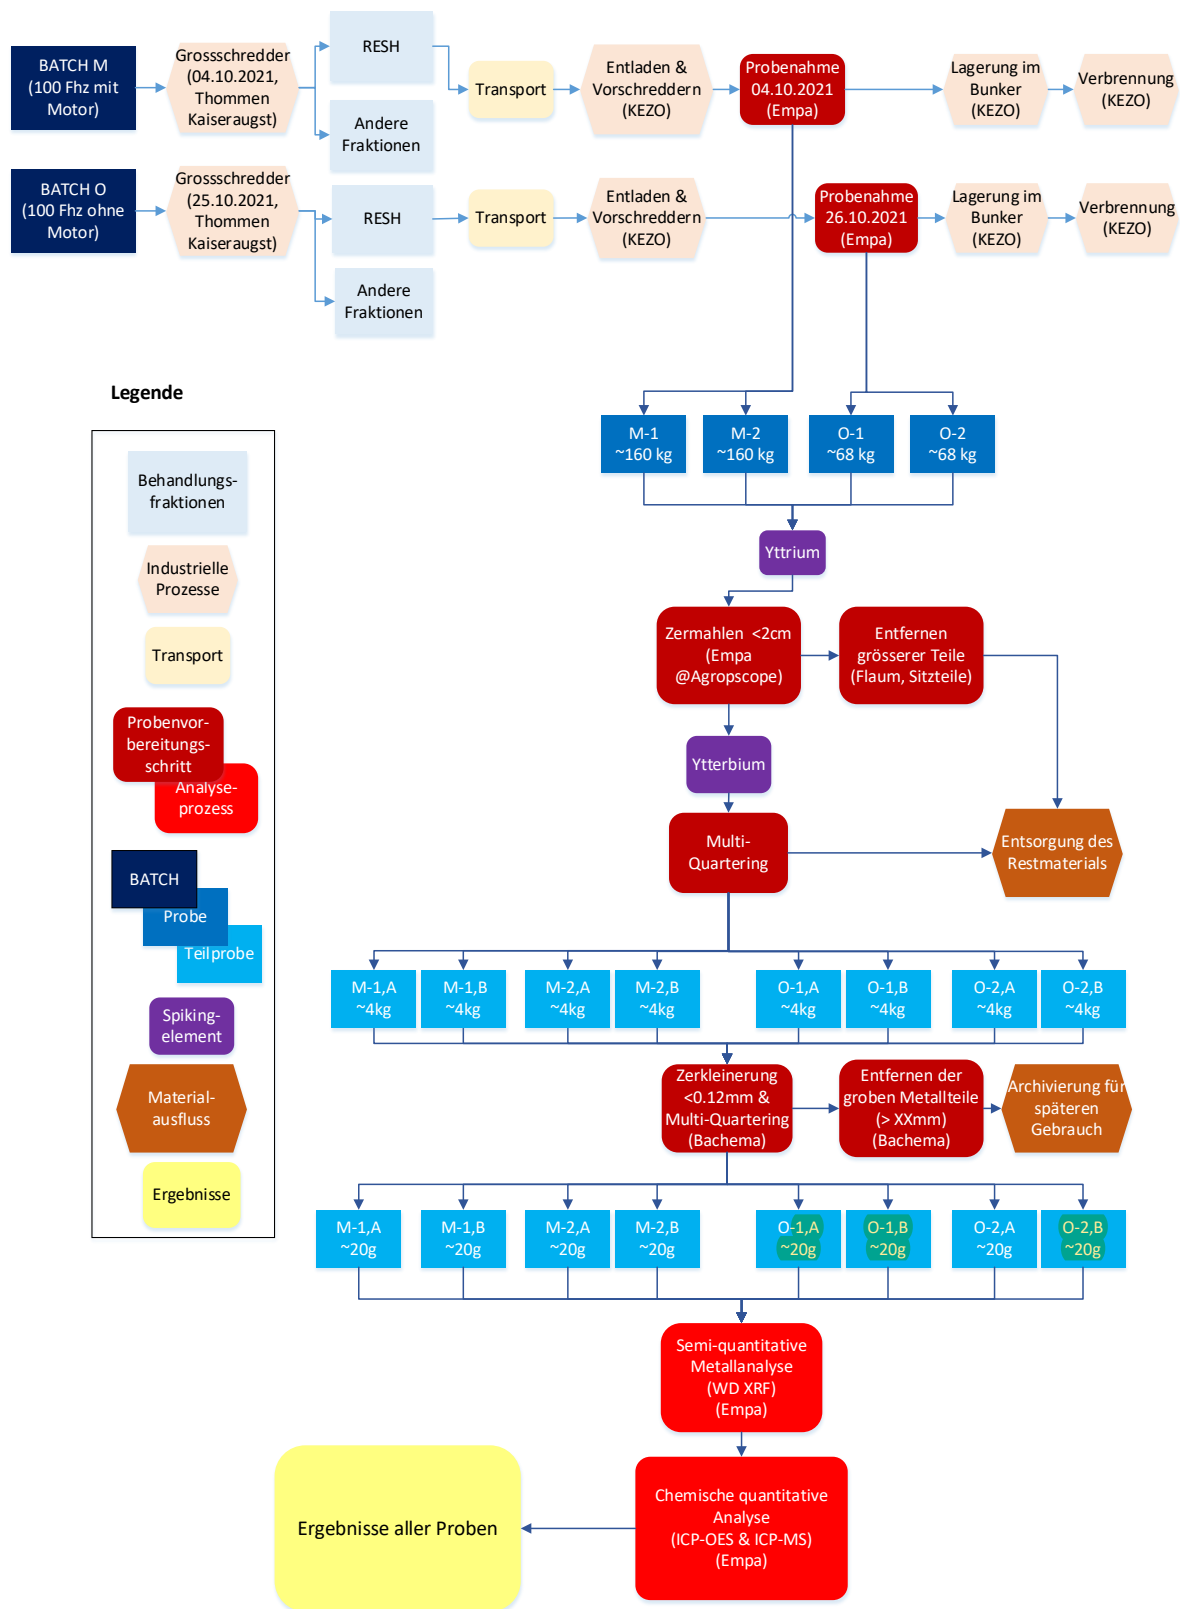 BATCH M
(100 Fhz mit
Motor)
Grossschredder
(04.10.2021,
Thommen
Kaiseraugst)
RESH
Andere
Fraktionen
Transport
Entladen &
Vorschreddern
(KEZO)
Probenahme
04.10.2021
(Empa)
Lagerung im
Bunker
(KEZO)
Verbrennung
(KEZO)
BATCH O
(100 Fhz ohne
Motor)
Grossschredder
(25.10.2021,
Thommen
Kaiseraugst)
RESH
Andere
Fraktionen
Transport
Entladen &
Vorschreddern
(KEZO)
Probenahme
26.10.2021
(Empa)
Lagerung im
Bunker
(KEZO)
Verbrennung
(KEZO)
Legende
Behandlungs-
fraktionen
Industrielle
Prozesse
Transport
Probenvor-
bereitungs-
schritt
Analyse-
prozess
BATCH
Probe
Teilprobe
Spiking-
element
Material-
ausfluss
Ergebnisse
M-1
~160 kg
M-2
~160 kg
O-1
~68 kg
O-2
~68 kg
Yttrium
Zermahlen <2cm
(Empa
@Agropscope)
Entfernen
grösserer Teile
(Flaum, Sitzteile)
Ytterbium
Multi-
Quartering
Entsorgung des
Restmaterials
M-1,A
~4kg
M-1,B
~4kg
M-2,A
~4kg
M-2,B
~4kg
O-1,A
~4kg
O-1,B
~4kg
O-2,A
~4kg
O-2,B
~4kg
Zerkleinerung
<0.12mm &
Multi-Quartering
(Bachema)
Entfernen der
groben Metallteile
(> XXmm)
(Bachema)
Archivierung für
späteren
Gebrauch
M-1,A
~20g
M-1,B
~20g
M-2,A
~20g
M-2,B
~20g
O-1,A
~20g
O-1,B
~20g
O-2,A
~20g
O-2,B
~20g
Semi-quantitative
Metallanalyse
(WD XRF)
(Empa)
Chemische quantitative
Analyse
(ICP-OES & ICP-MS)
(Empa)
Ergebnisse aller Proben